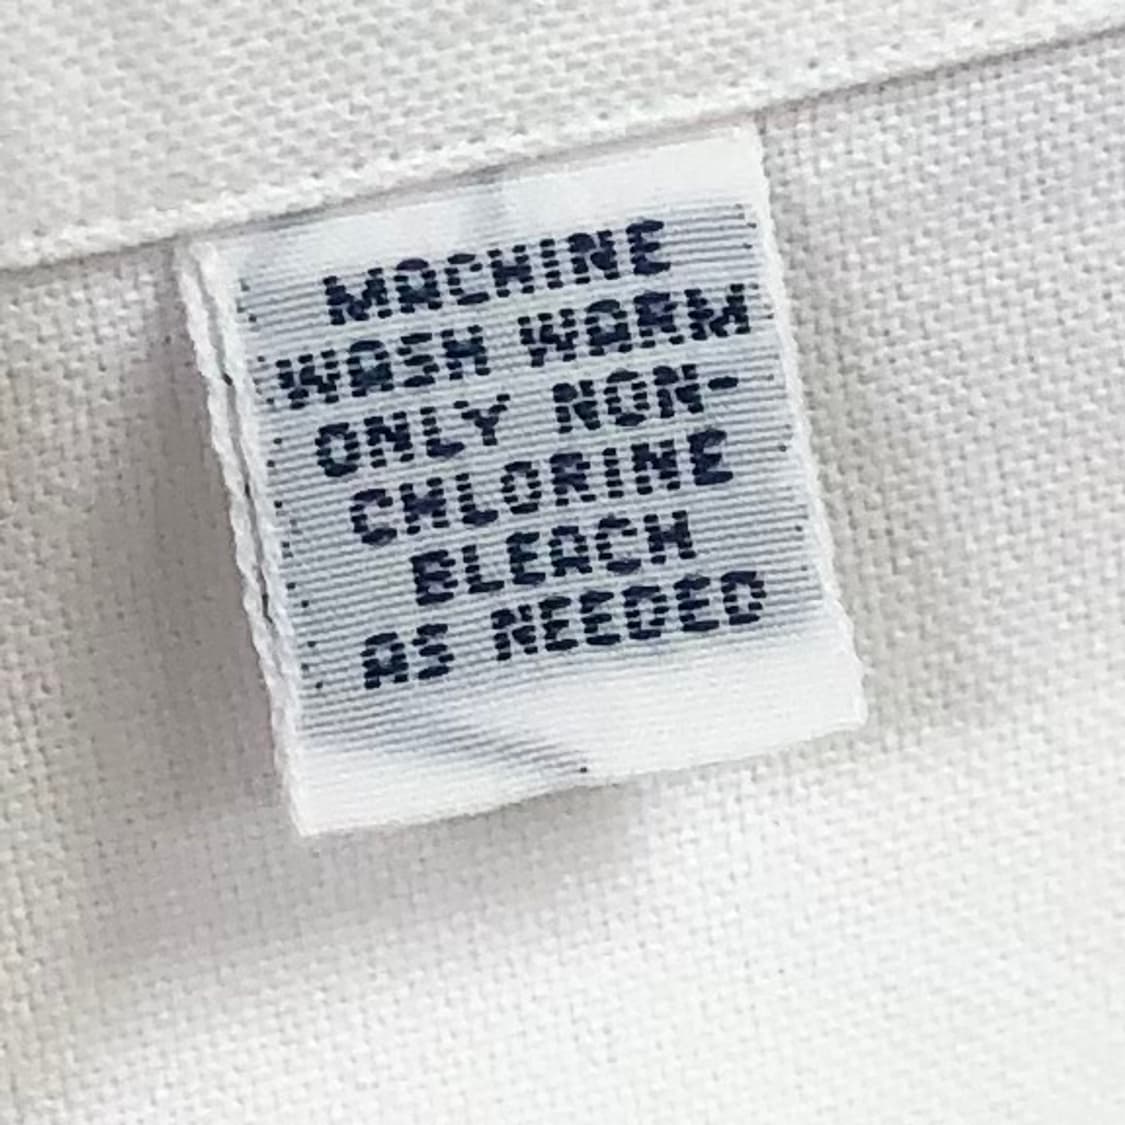 MACHINE
WASH WARM
ONLY NON-
CHLORINE
BLEACH
AS NEEDED